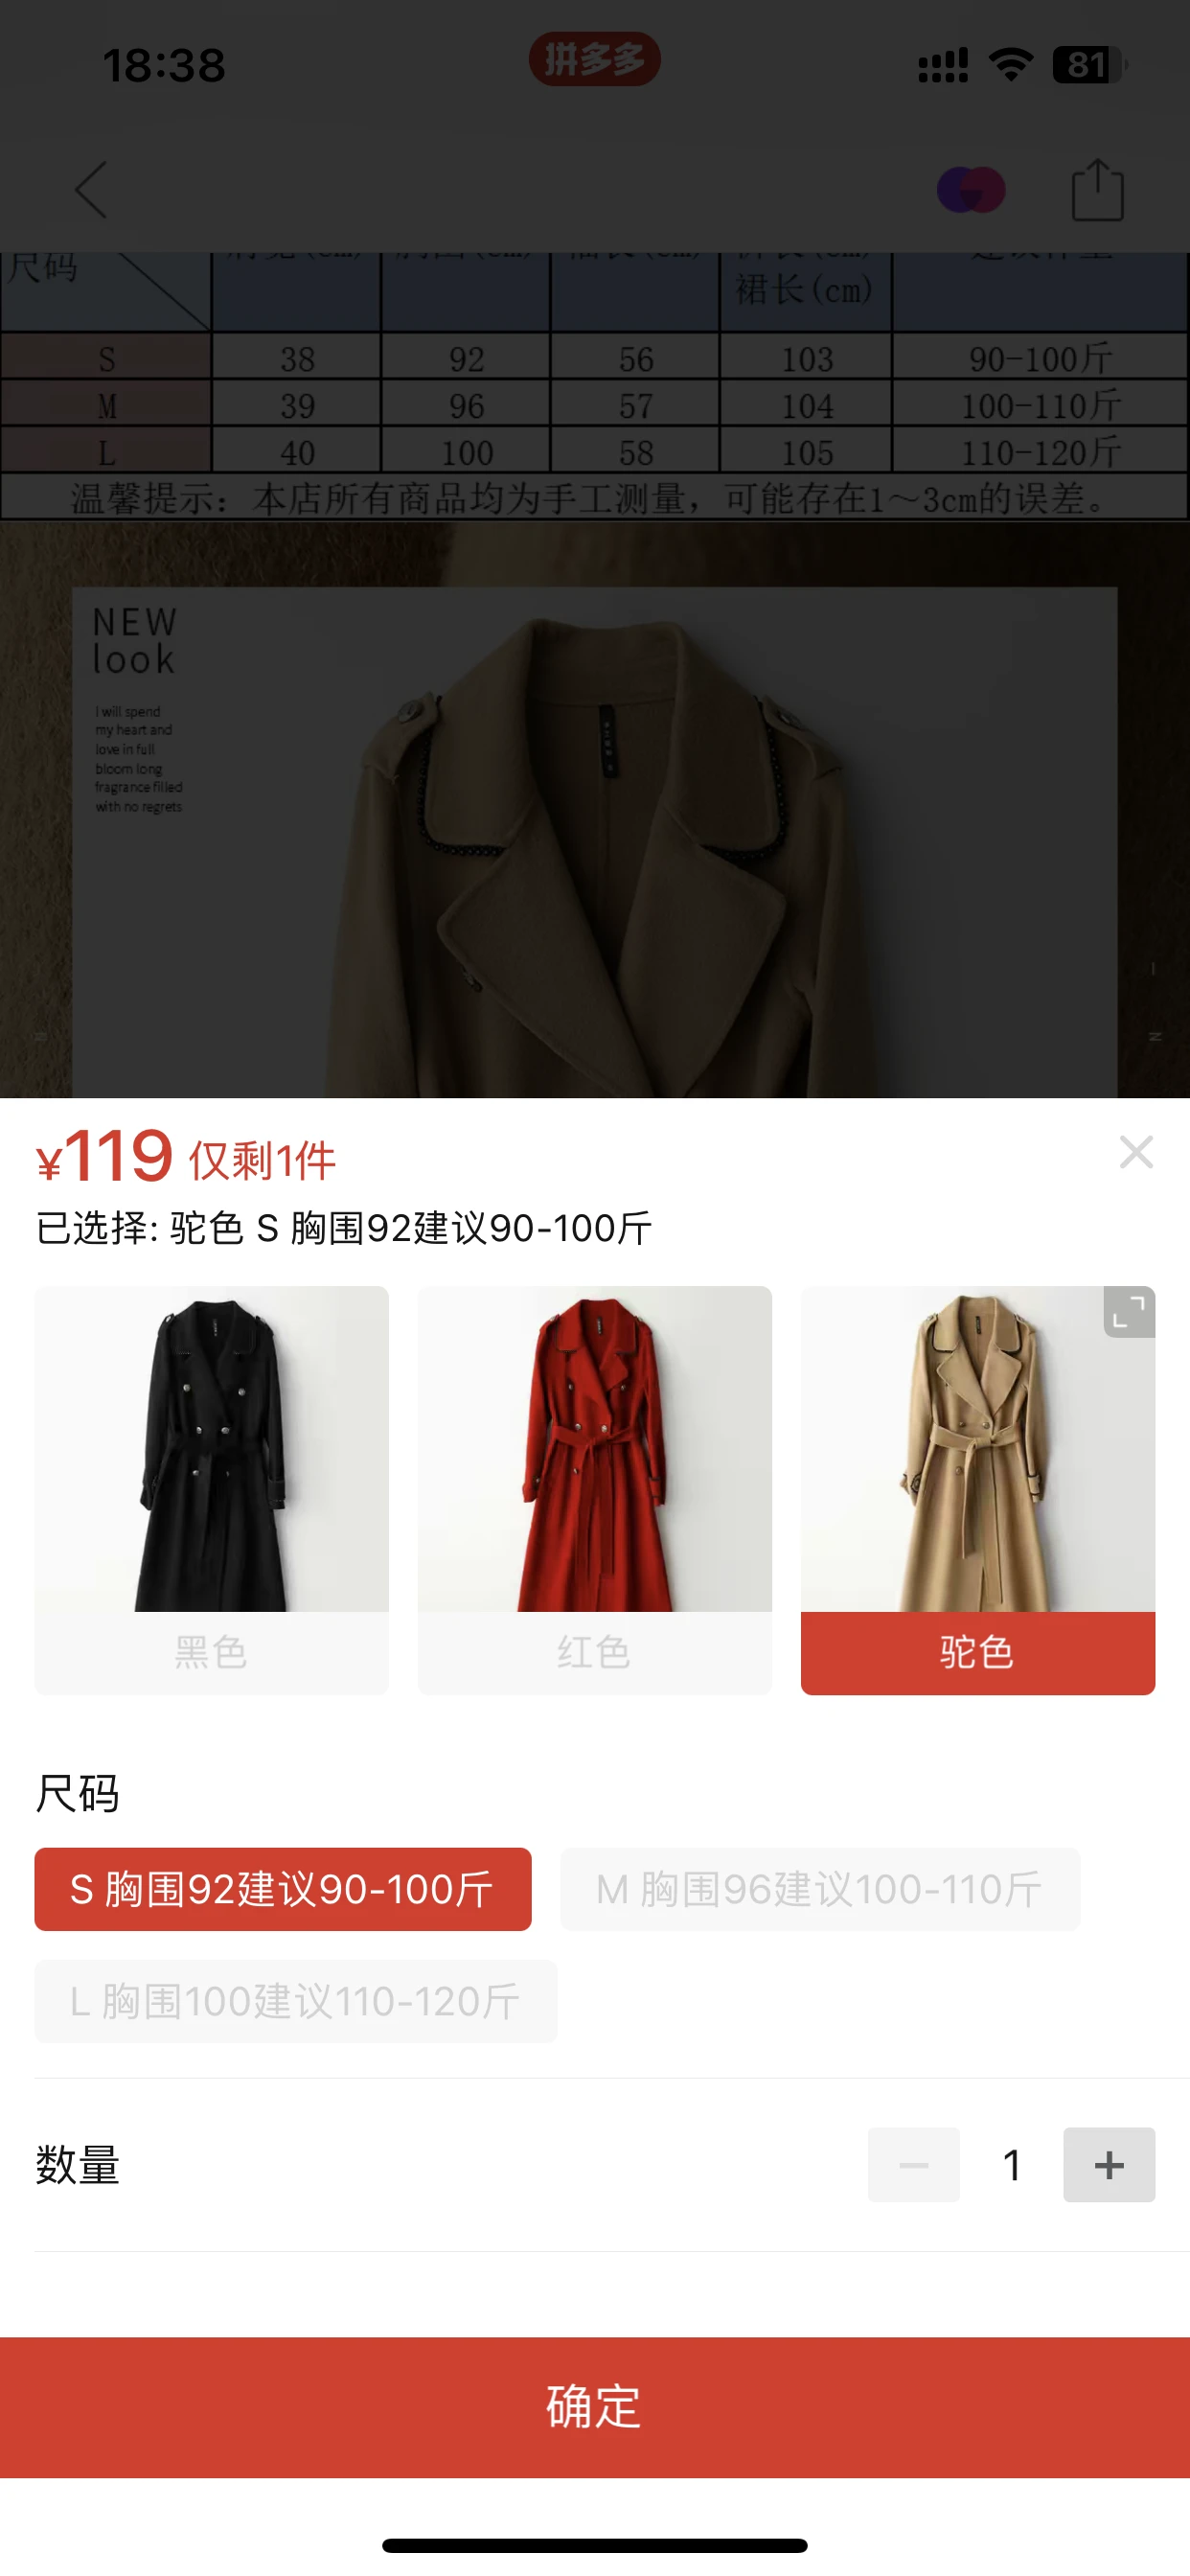 18:38
拼多多
81
尺码
裙长(cm)
S 38 92 56 103 90-100斤
M 39 96 57 104 100-110斤
L 40 100 58 105 110-120斤
温馨提示：本店所有商品均为手工测量，可能存在1～3cm的误差。
NEW
look
I will spend
my heart and
love in full
bloom long
fragrance filled
with no regrets
¥119 仅剩1件
已选择: 驼色 S 胸围92建议90-100斤
黑色
红色
驼色
尺码
S 胸围92建议90-100斤
M 胸围96建议100-110斤
L 胸围100建议110-120斤
数量
1
确定